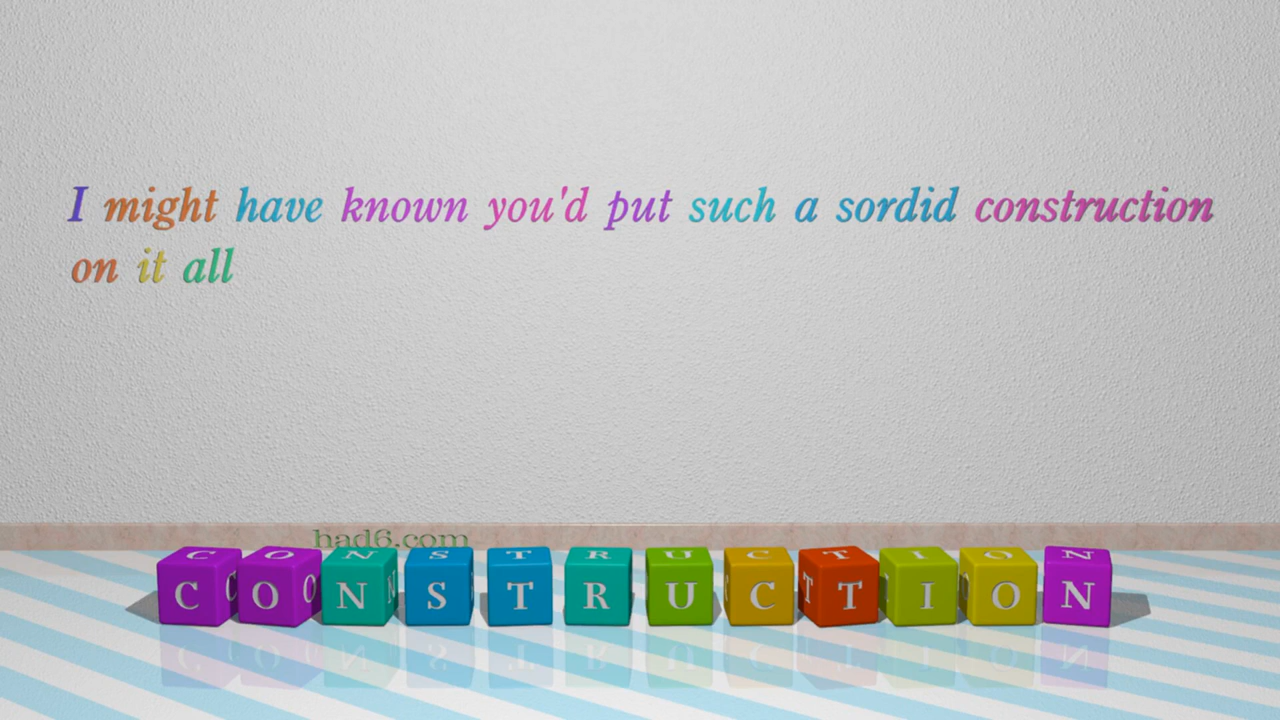 I might have known you'd put such a sordid construction
on it all
had6.com
CONSTRUCTION